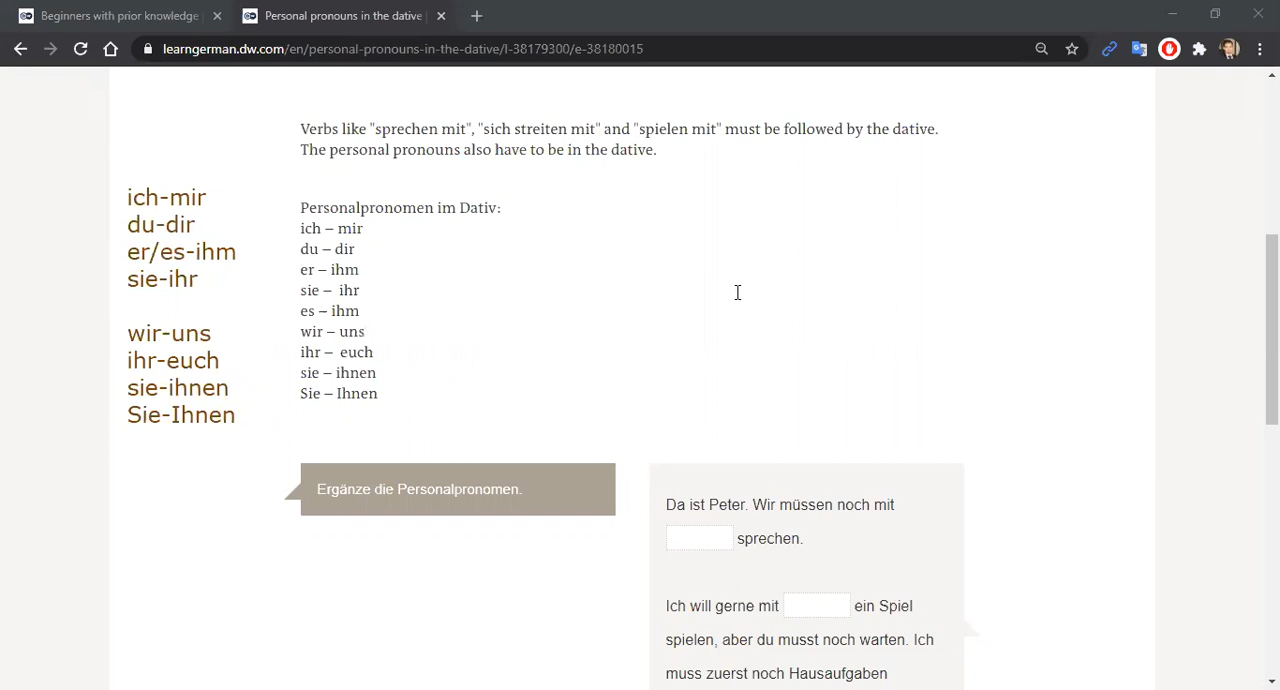 Beginners with prior knowledge
Personal pronouns in the dative
learngerman.dw.com/en/personal-pronouns-in-the-dative/l-38179300/e-38180015
Verbs like "sprechen mit", "sich streiten mit" and "spielen mit" must be followed by the dative.
The personal pronouns also have to be in the dative.
ich-mir
du-dir
er/es-ihm
sie-ihr
wir-uns
ihr-euch
sie-ihnen
Sie-Ihnen
Personalpronomen im Dativ:
ich – mir
du – dir
er – ihm
sie – ihr
es – ihm
wir – uns
ihr – euch
sie – ihnen
Sie – Ihnen
Ergänze die Personalpronomen.
Da ist Peter. Wir müssen noch mit
sprechen.
Ich will gerne mit ein Spiel
spielen, aber du musst noch warten. Ich
muss zuerst noch Hausaufgaben